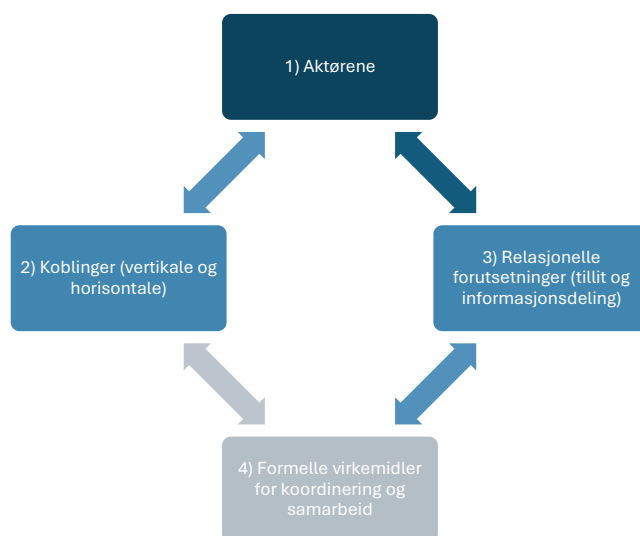 1) Aktørene
2) Koblinger (vertikale og
horisontale)
3) Relasjonelle
forutsetninger (tillit og
informasjonsdeling)
4) Formelle virkemidler
for koordinering og
samarbeid